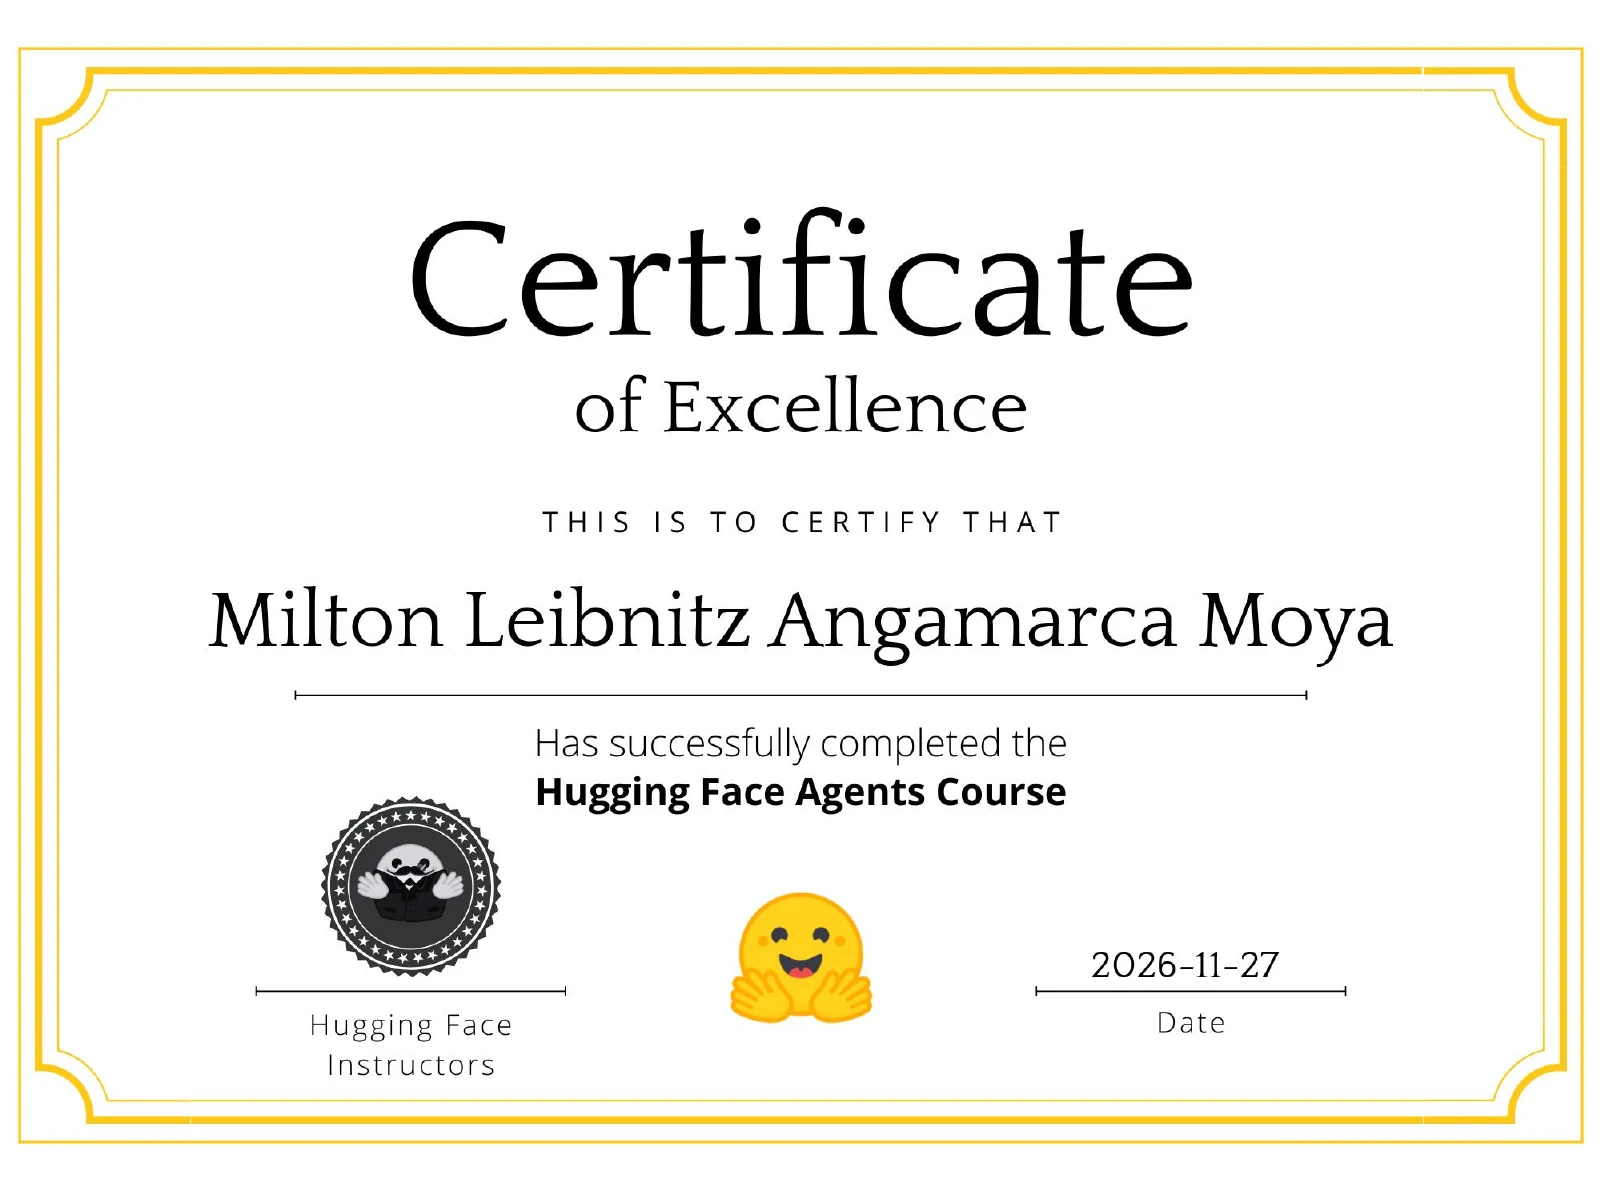 Certificate
of Excellence
THIS IS TO CERTIFY THAT
Milton Leibnitz Angamarca Moya
Has successfully completed the
Hugging Face Agents Course
2026-11-27
Hugging Face
Instructors
Date